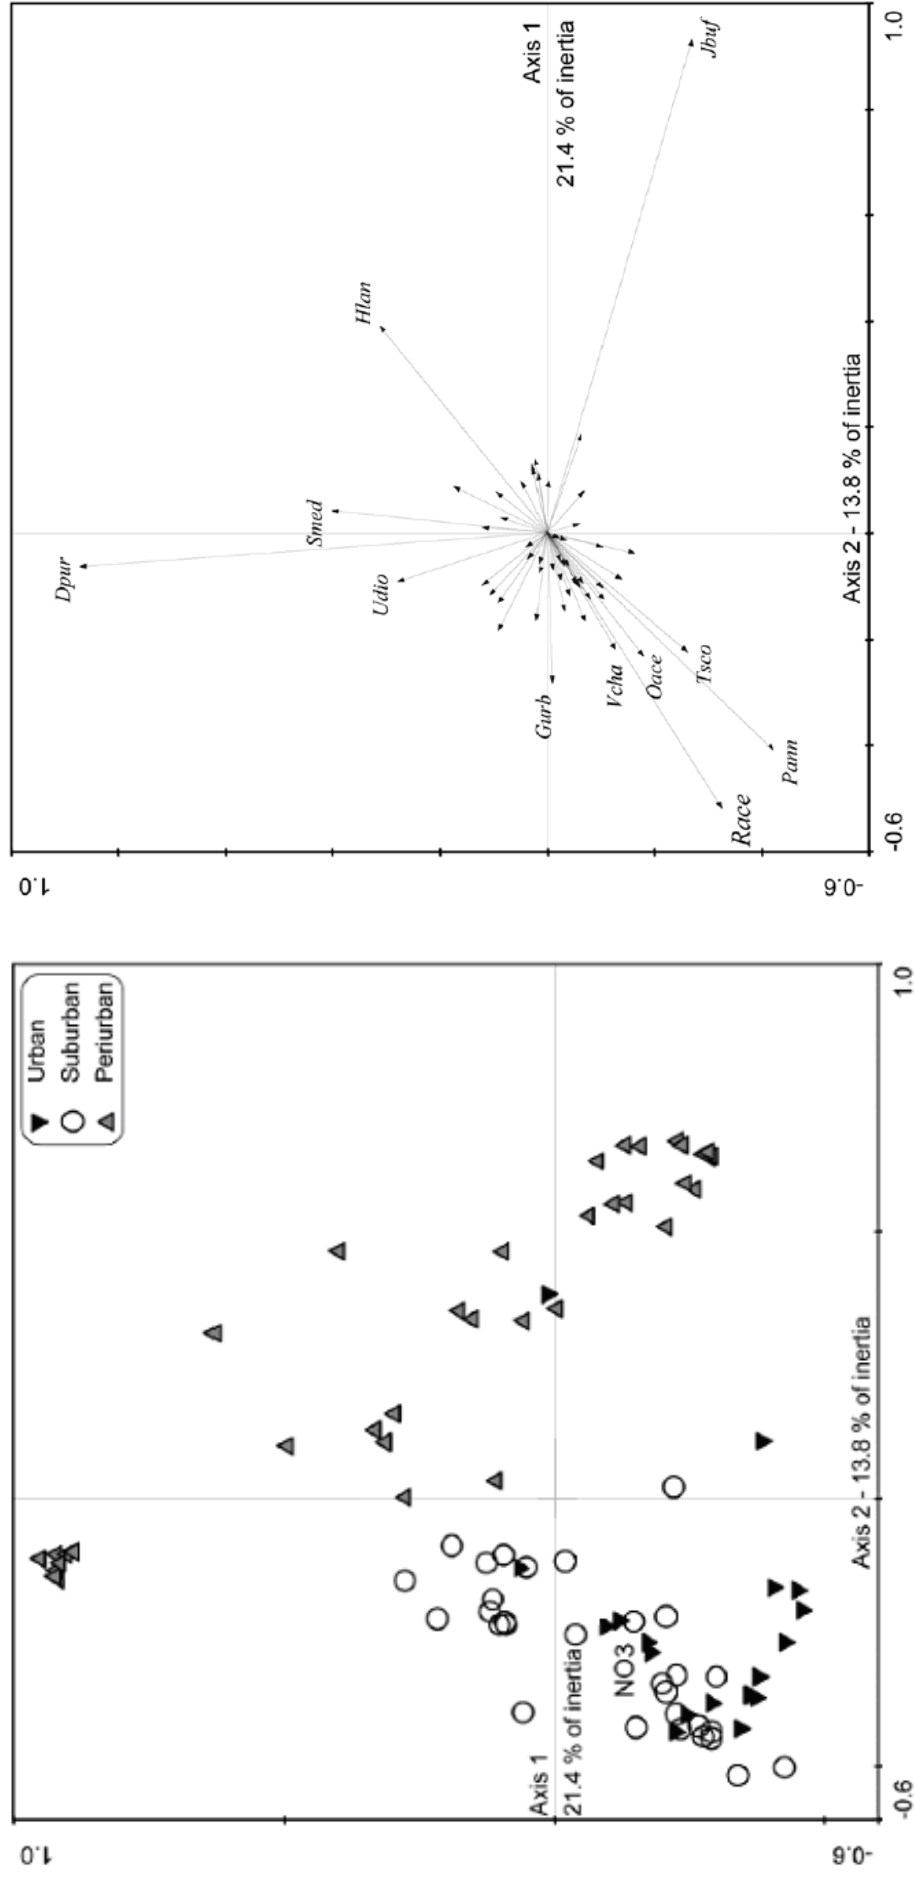 1.0
Urban
Suburban
Periurban
Axis 1
21.4 % of inertia
NO3
Axis 2 - 13.8 % of inertia
-0.6
-0.6
1.0
1.0
Dpur
Smed
Hlan
Udio
Axis 1
21.4 % of inertia
Gurb
Vcha
Oace
Tsco
Jbuf
Race
Pann
Axis 2 - 13.8 % of inertia
-0.6
-0.6
1.0